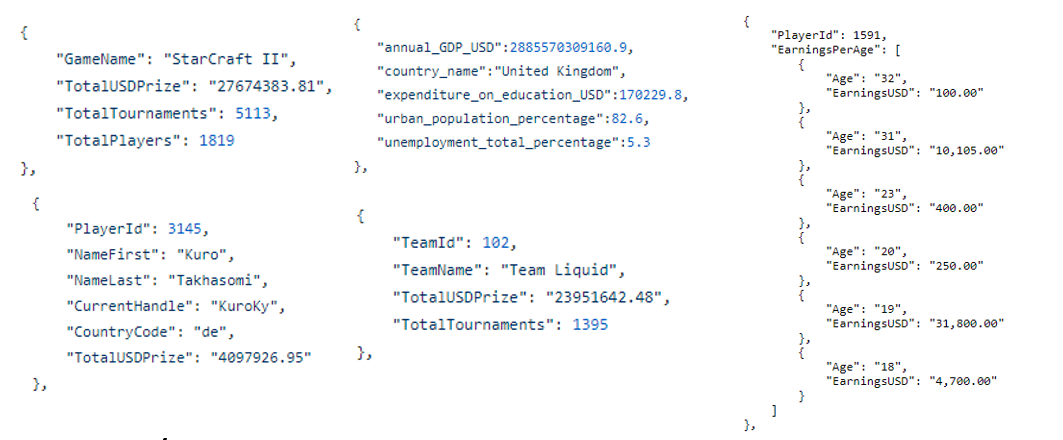 {
"GameName": "StarCraft II",
"TotalUSDPrize": "27674383.81",
"TotalTournaments": 5113,
"TotalPlayers": 1819
},
{
"PlayerId": 3145,
"NameFirst": "Kuro",
"NameLast": "Takhasomi",
"CurrentHandle": "KuroKy",
"CountryCode": "de",
"TotalUSDPrize": "4097926.95"
},
{
"annual_GDP_USD":2885570309160.9,
"country_name":"United Kingdom",
"expenditure_on_education_USD":170229.8,
"urban_population_percentage":82.6,
"unemployment_total_percentage":5.3
},
{
"TeamId": 102,
"TeamName": "Team Liquid",
"TotalUSDPrize": "23951642.48",
"TotalTournaments": 1395
},
{
"PlayerId": 1591,
"EarningsPerAge": [
{
"Age": "32",
"EarningsUSD": "100.00"
},
{
"Age": "31",
"EarningsUSD": "10,105.00"
},
{
"Age": "23",
"EarningsUSD": "400.00"
},
{
"Age": "20",
"EarningsUSD": "250.00"
},
{
"Age": "19",
"EarningsUSD": "31,800.00"
},
{
"Age": "18",
"EarningsUSD": "4,700.00"
}
]
},